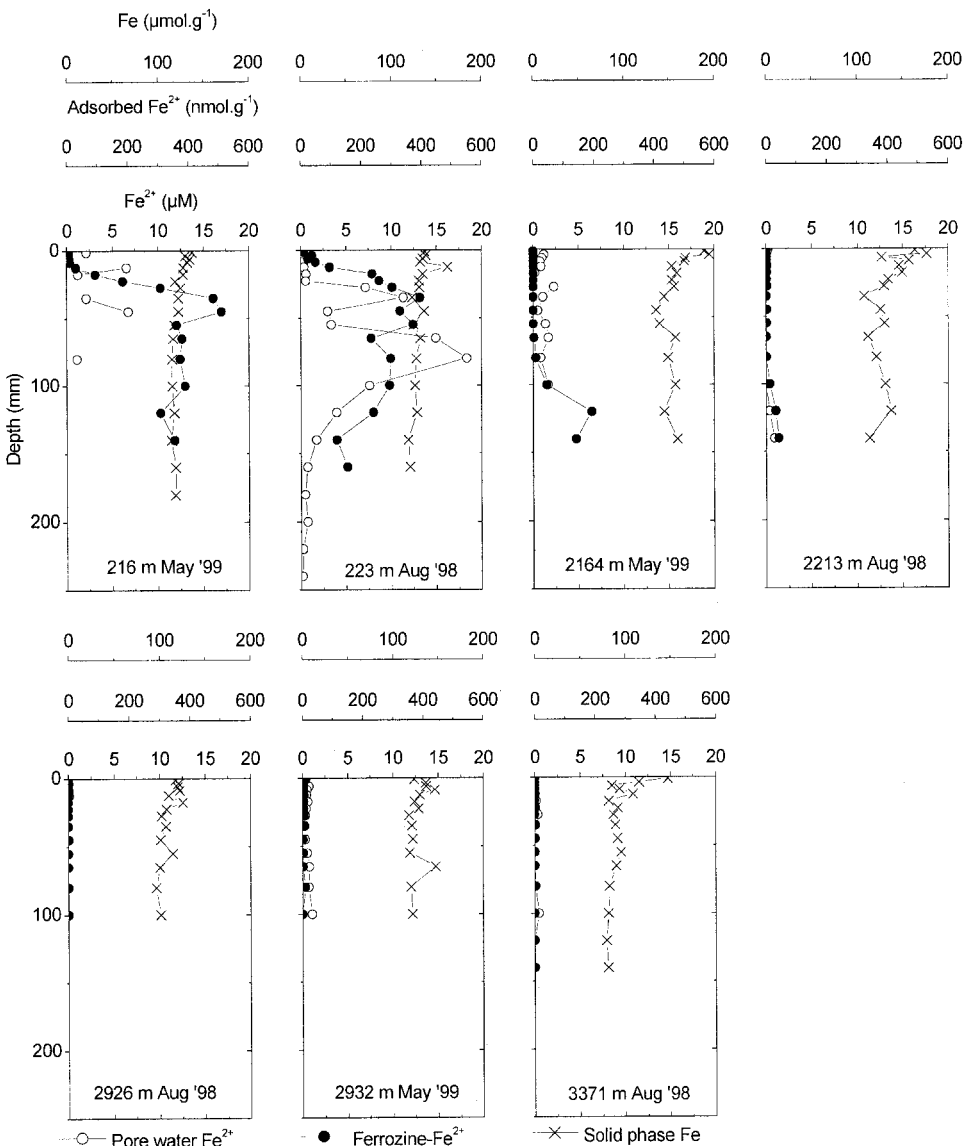 Fe (µmol.g⁻¹)
0 100 200 0 100 200 0 100 200 0 100 200
Adsorbed Fe²⁺ (nmol.g⁻¹)
0 200 400 600 0 200 400 600 0 200 400 600 0 200 400 600
Fe²⁺ (µM)
0 5 10 15 20 0 5 10 15 20 0 5 10 15 20 0 5 10 15 20
0
100
200
Depth (mm)
216 m May '99 223 m Aug '98 2164 m May '99 2213 m Aug '98
0 100 200 0 100 200 0 100 200
0 200 400 600 0 200 400 600 0 200 400 600
0 5 10 15 20 0 5 10 15 20 0 5 10 15 20
0
100
200
2926 m Aug '98 2932 m May '99 3371 m Aug '98
Pore water Fe²⁺ Ferrozine-Fe²⁺ Solid phase Fe